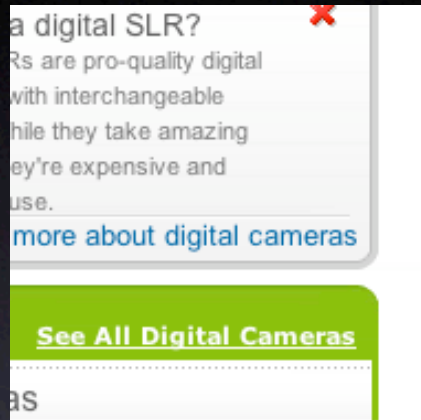 a digital SLR?
Rs are pro-quality digital
with interchangeable
hile they take amazing
ey're expensive and
use.
more about digital cameras
See All Digital Cameras
as